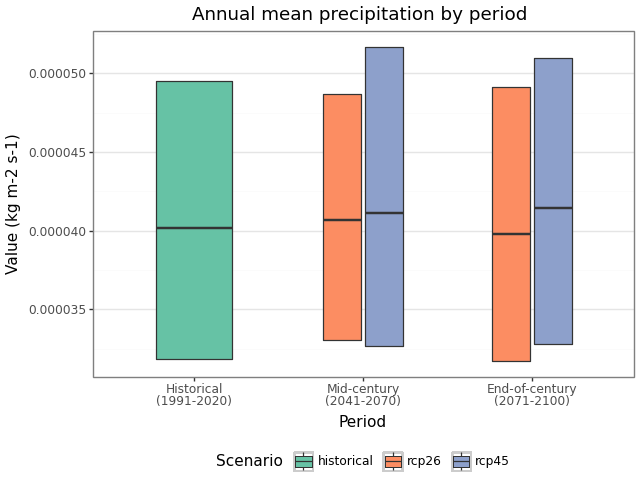 Annual mean precipitation by period
Value (kg m-2 s-1)
0.000050
0.000045
0.000040
0.000035
Historical
(1991-2020)
Mid-century
(2041-2070)
End-of-century
(2071-2100)
Period
Scenario historical rcp26 rcp45